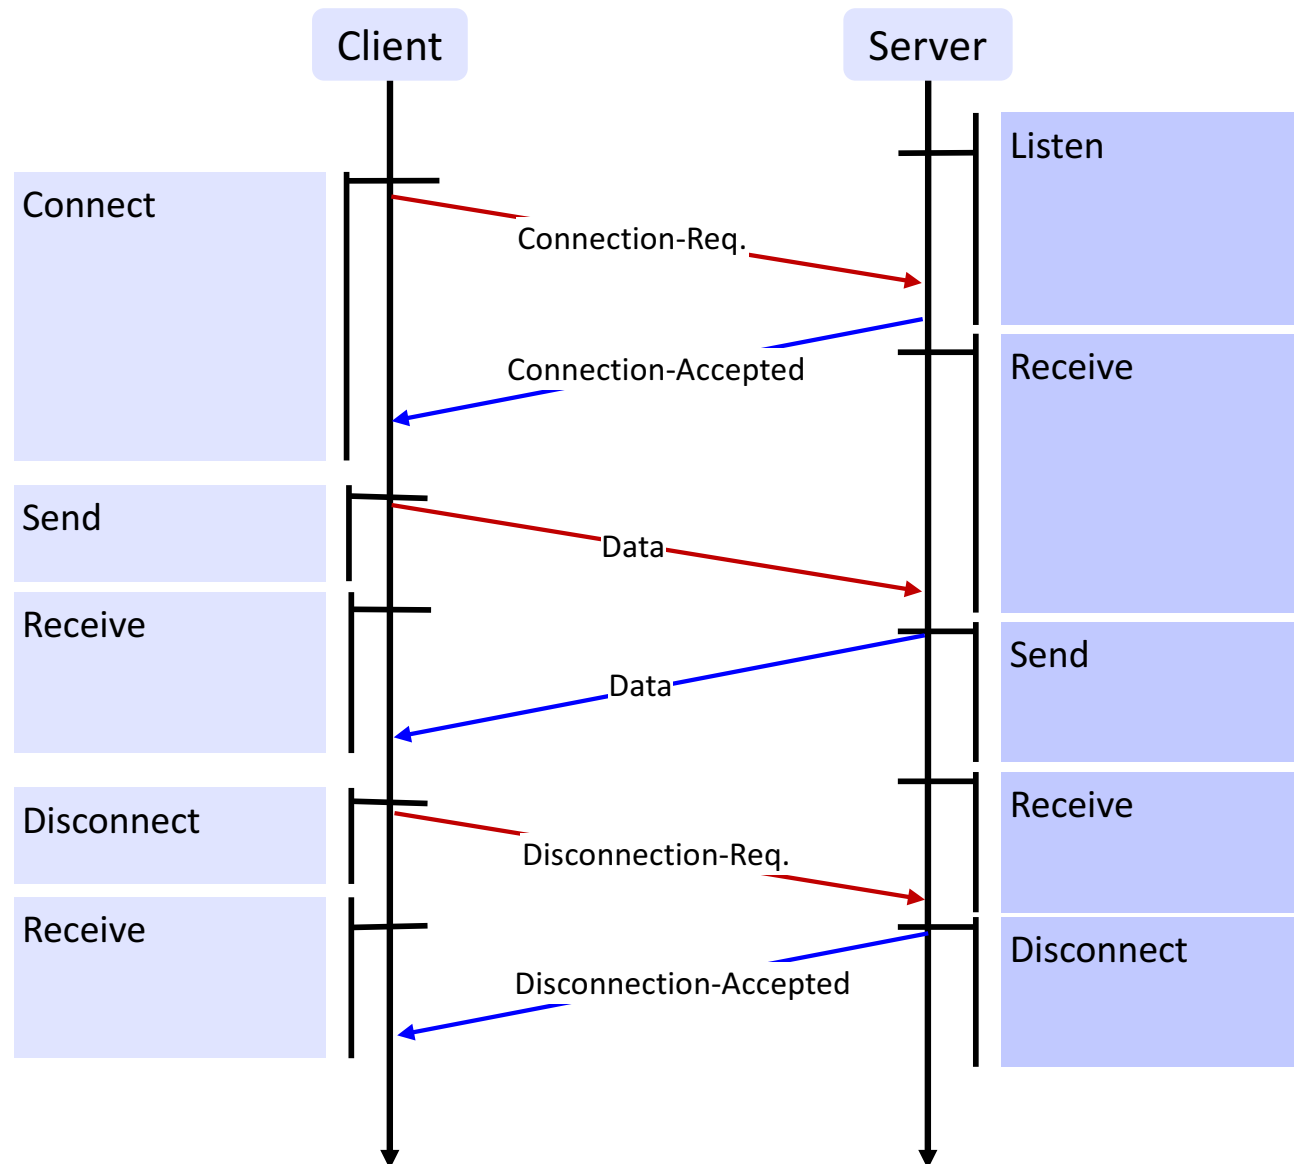 Client
Server
Listen
Connect
Connection-Req.
Connection-Accepted
Receive
Send
Data
Receive
Send
Data
Receive
Disconnect
Disconnection-Req.
Receive
Disconnect
Disconnection-Accepted